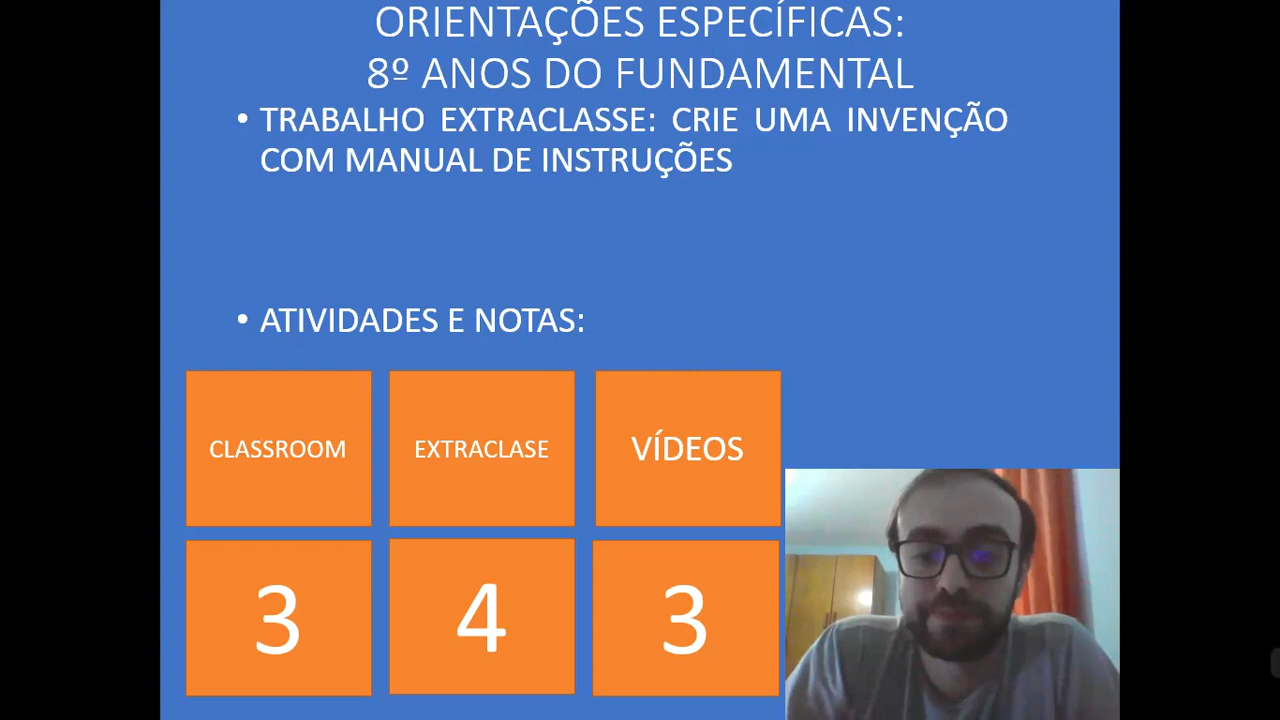 ORIENTAÇÕES ESPECÍFICAS:
8º ANOS DO FUNDAMENTAL
• TRABALHO EXTRACLASSE: CRIE UMA INVENÇÃO
COM MANUAL DE INSTRUÇÕES
• ATIVIDADES E NOTAS:
CLASSROOM EXTRACLASE VÍDEOS
3 4 3